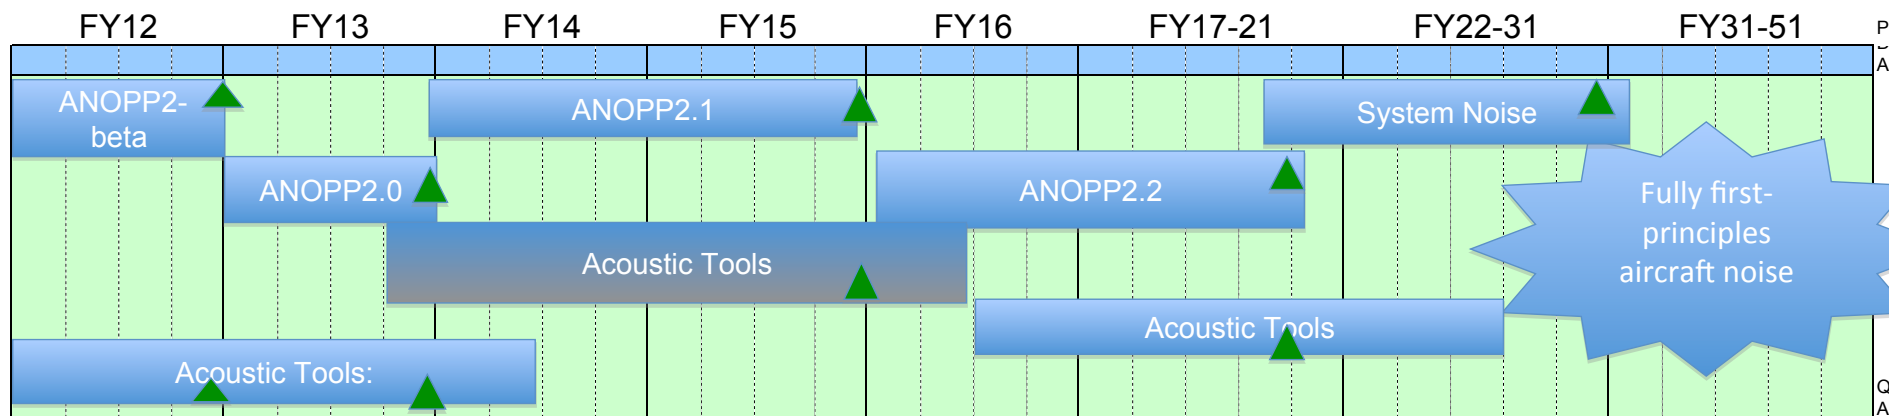 FY12 FY13 FY14 FY15 FY16 FY17-21 FY22-31 FY31-51
P
A
ANOPP2-
beta
ANOPP2.1
System Noise
ANOPP2.0
ANOPP2.2
Fully first-
principles
aircraft noise
Acoustic Tools
Acoustic Tools
Acoustic Tools:
Q
A